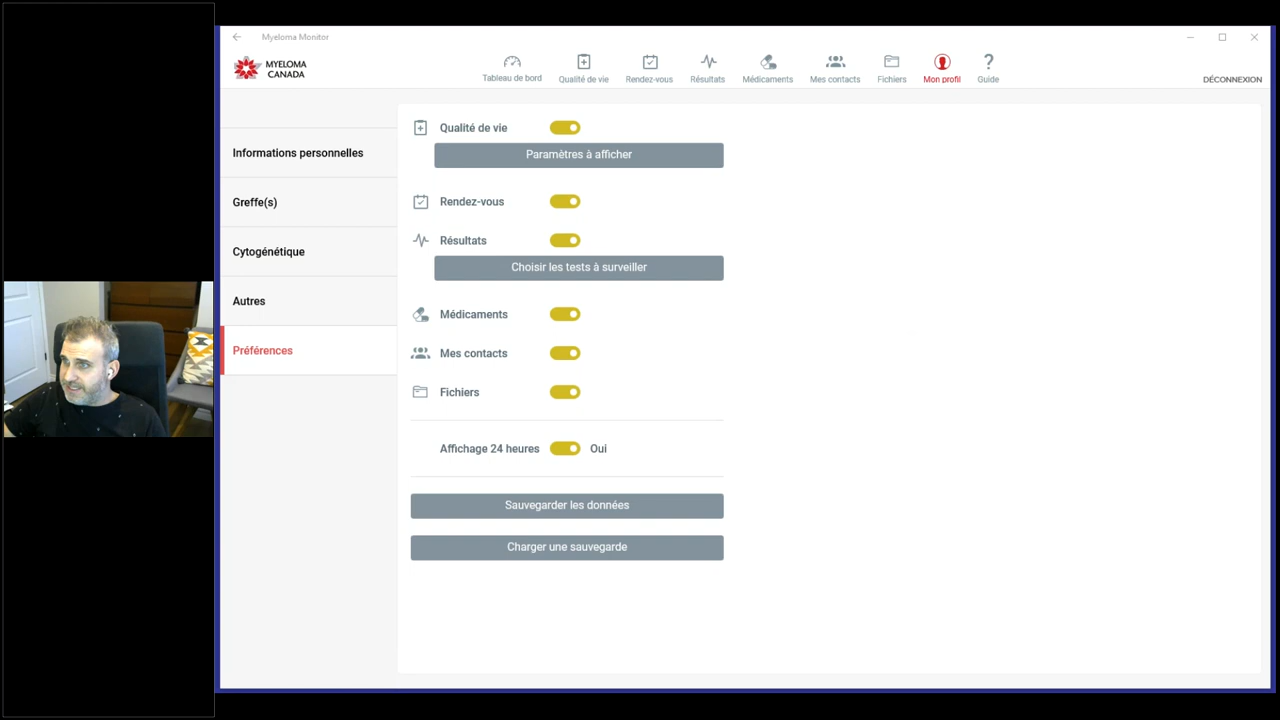 Myeloma Monitor
MYELOMA
CANADA
Tableau de bord
Qualité de vie
Rendez-vous
Résultats
Médicaments
Mes contacts
Fichiers
Mon profil
Guide
DÉCONNEXION
Informations personnelles
Greffe(s)
Cytogénétique
Autres
Préférences
Qualité de vie
Paramètres à afficher
Rendez-vous
Résultats
Choisir les tests à surveiller
Médicaments
Mes contacts
Fichiers
Affichage 24 heures Oui
Sauvegarder les données
Charger une sauvegarde